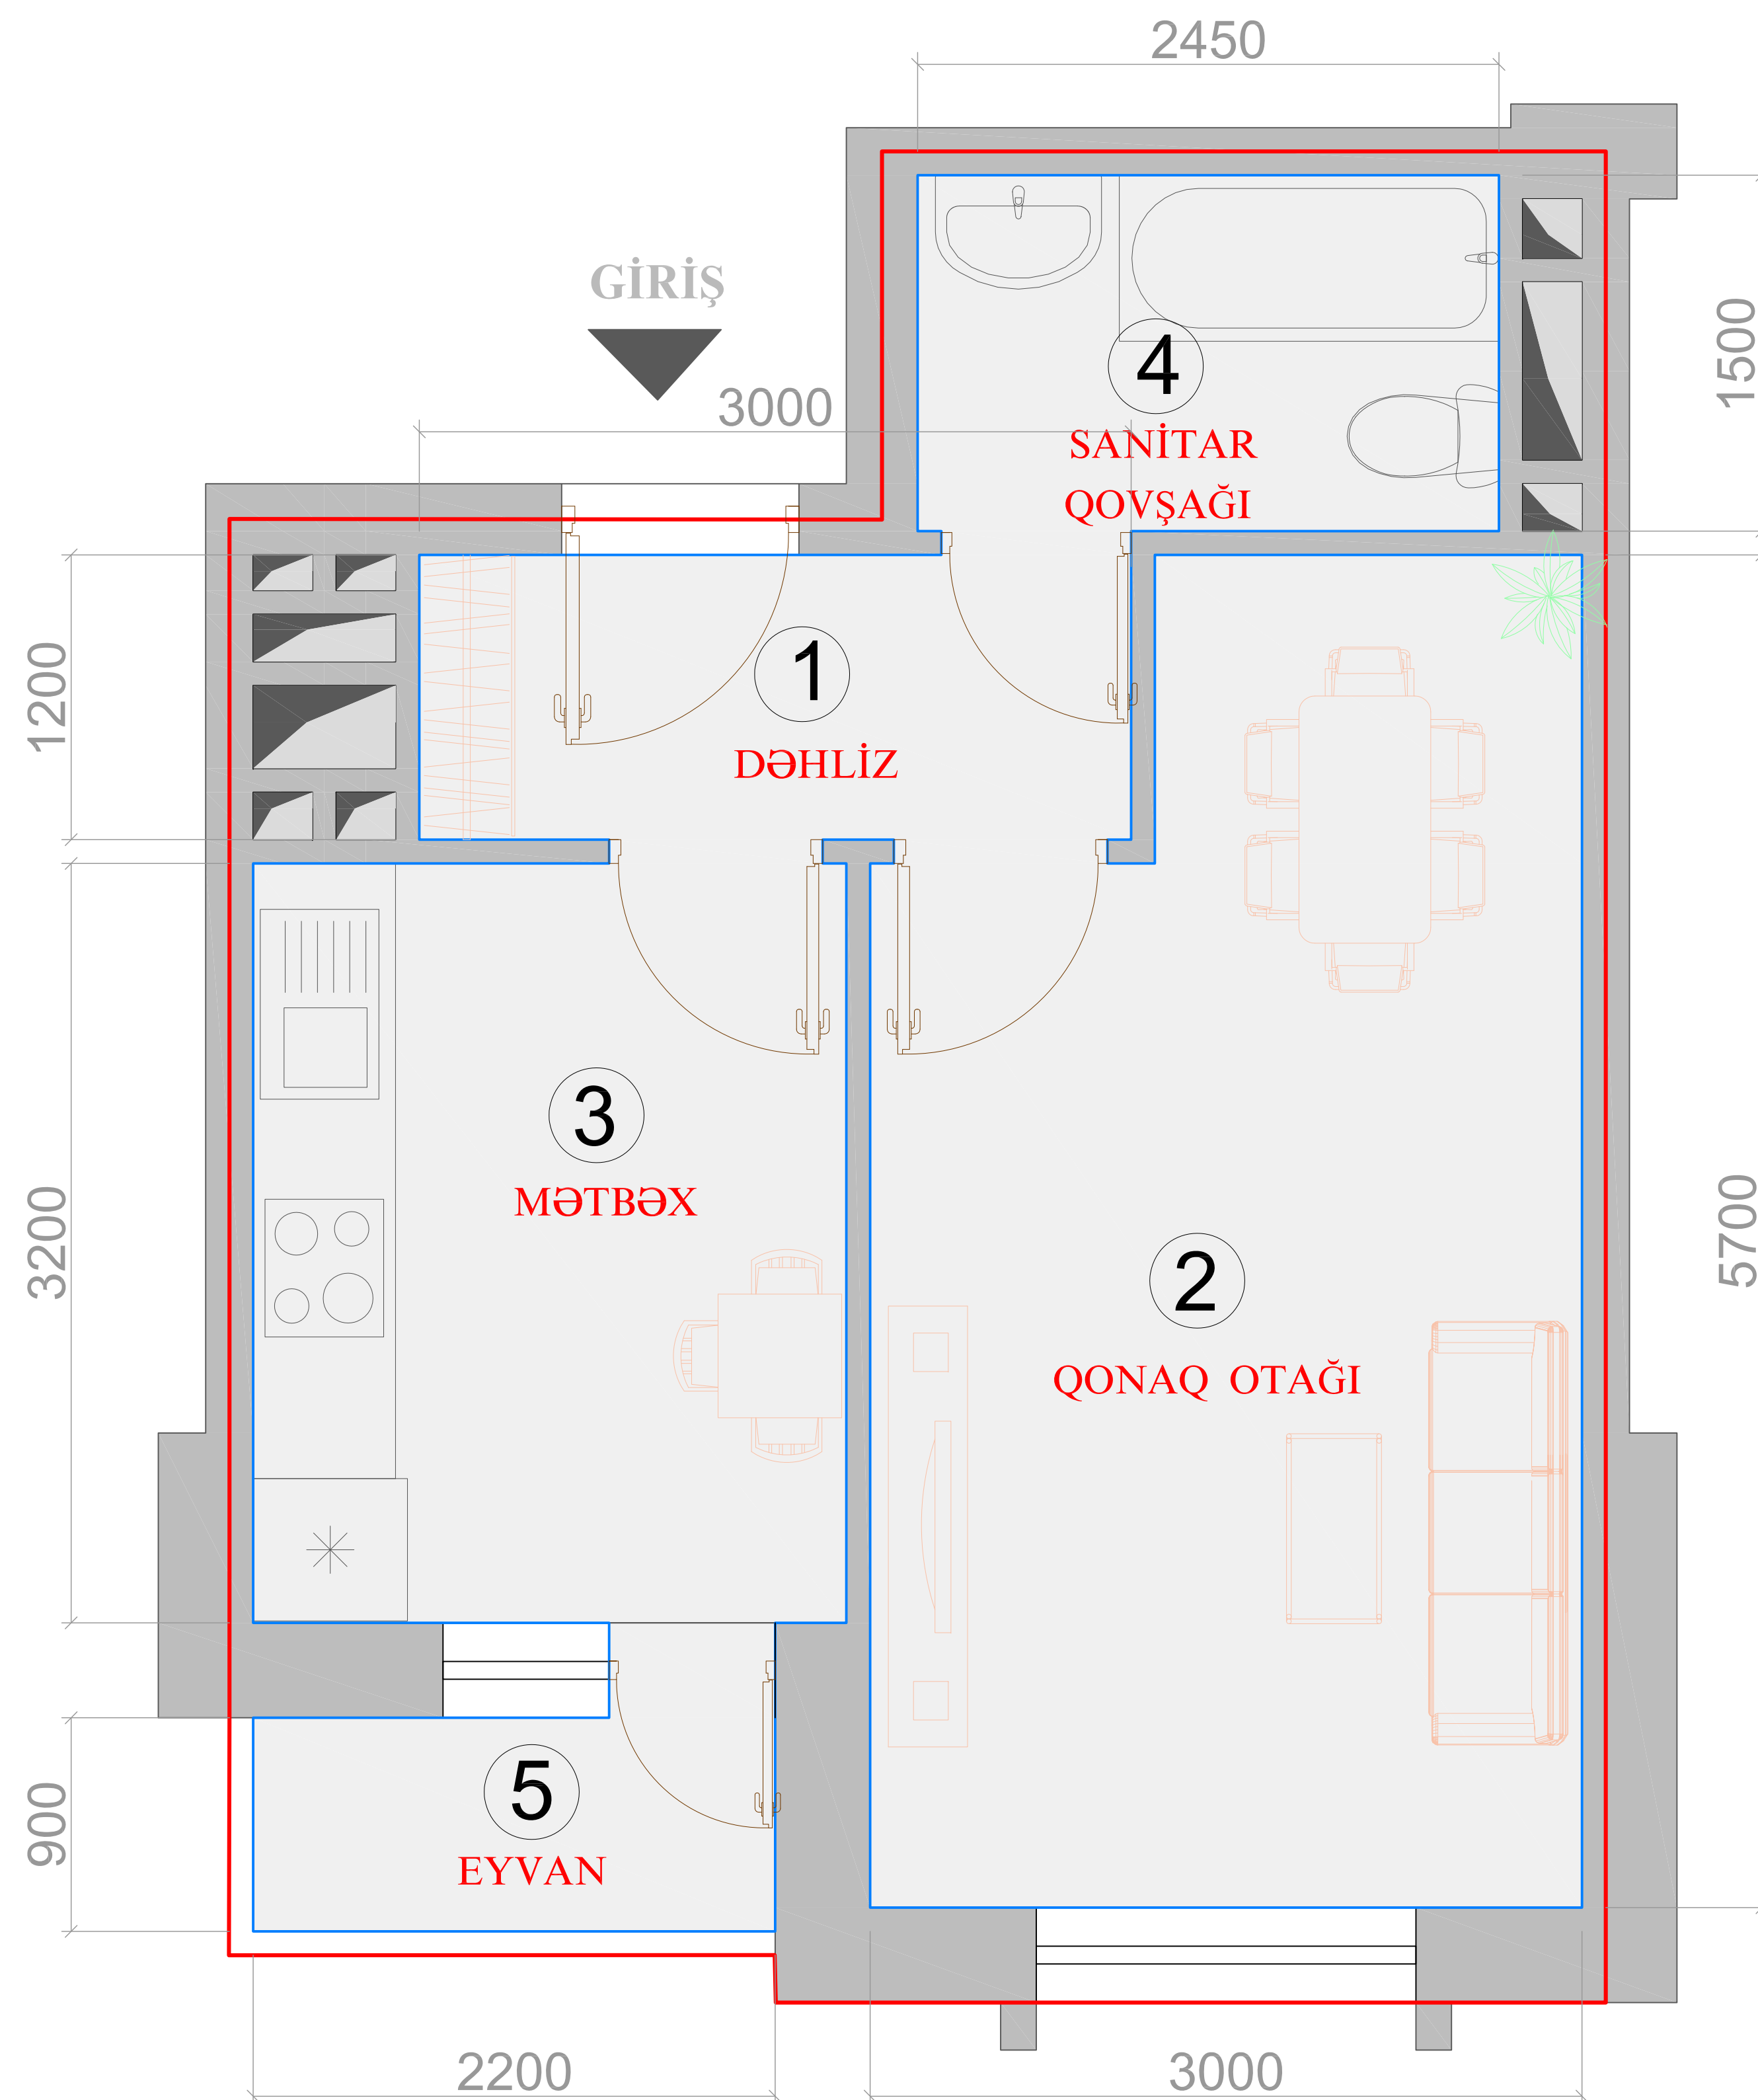 2450
GİRİŞ
1500
3000
4
SANİTAR
QOVŞAĞI
1200
1
DƏHLİZ
3
MƏTBƏX
3200
5700
2
QONAQ OTAĞI
5
EYVAN
900
2200
3000